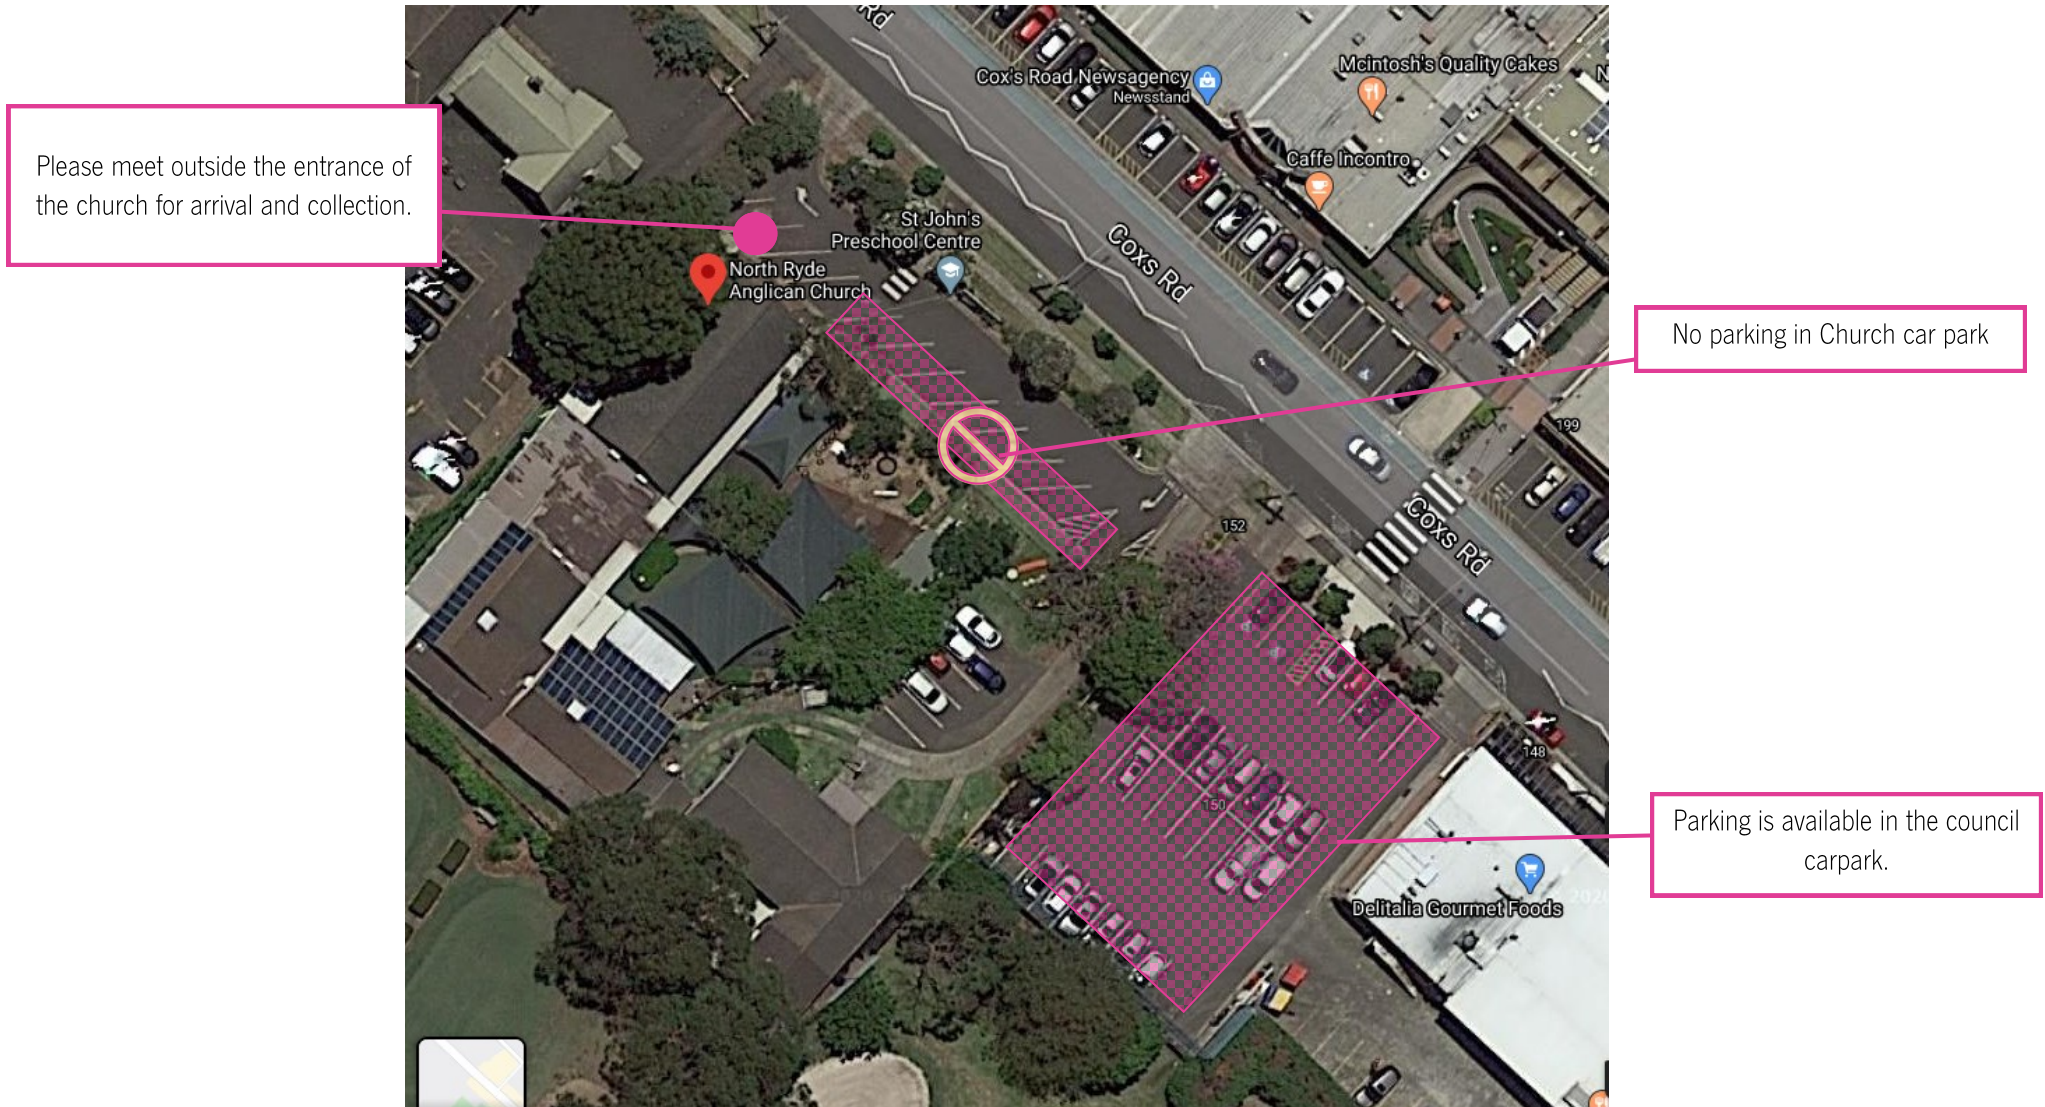 Rd
Cox's Road Newsagency
Newsstand
Mcintosh's Quality Cakes
N
Please meet outside the entrance of
the church for arrival and collection.
Caffe Incontro
St John's
Preschool Centre
Coxs Rd
North Ryde
Anglican Church
No parking in Church car park
199
Coxs Rd
152
148
150
Parking is available in the council
carpark.
Delitalia Gourmet Foods